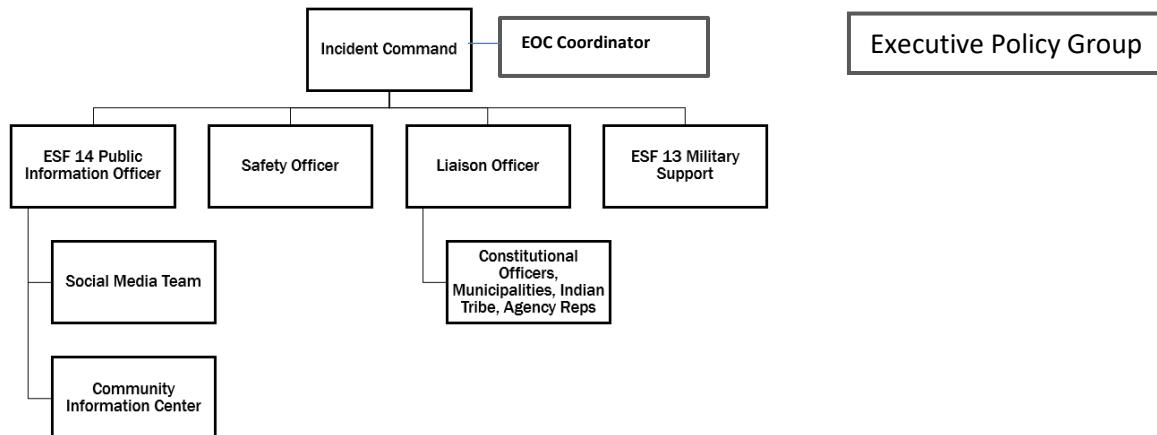 Incident Command
EOC Coordinator
Executive Policy Group
ESF 14 Public
Information Officer
Safety Officer
Liaison Officer
ESF 13 Military
Support
Social Media Team
Constitutional
Officers,
Municipalities, Indian
Tribe, Agency Reps
Community
Information Center